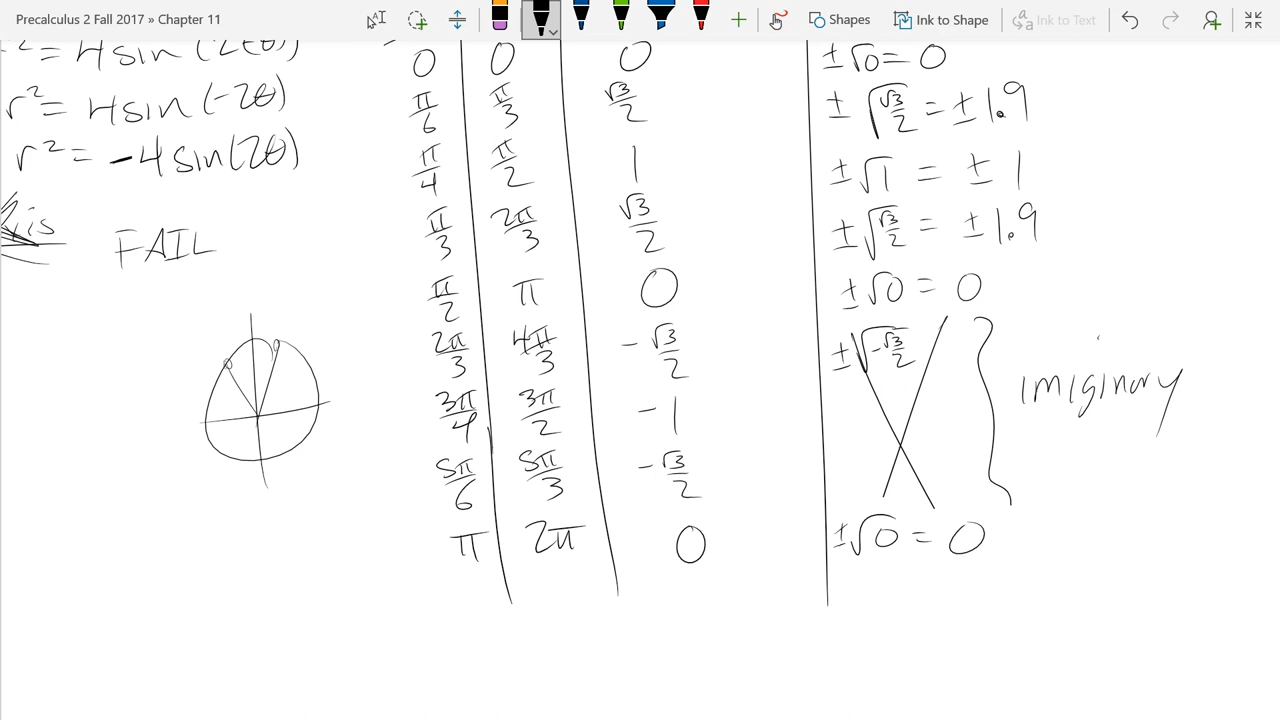 Precalculus 2 Fall 2017 » Chapter 11
Shapes
Ink to Shape
Ink to Text
r²= 4sin(-2θ)
r² = -4sin(2θ)
FAIL
0 0 0 ±√0 = 0
π/6 π/3 √3/2 ± √(√3/2) = ±1.9
π/4 π/2 1 ±√1 = ± 1
π/3 2π/3 √3/2 ±√(√3/2) = ±1.9
π/2 π 0 ±√0 = 0
2π/3 4π/3 -√3/2 ±√(-√3/2)
imiginary
3π/4 3π/2 -1
5π/6 5π/3 -√3/2
π 2π 0 ±√0 = 0